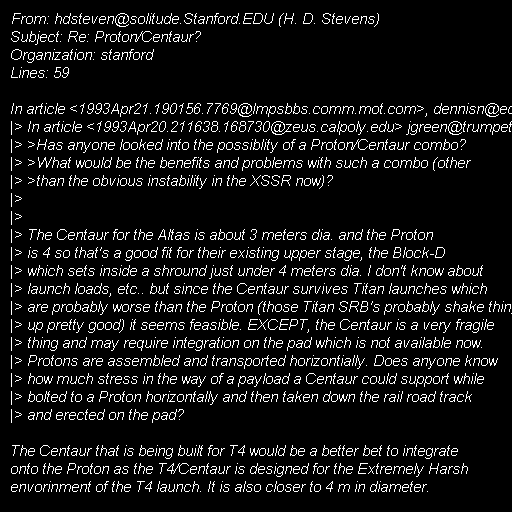 From: hdsteven@solitude.Stanford.EDU (H. D. Stevens)
Subject: Re: Proton/Centaur?
Organization: stanford
Lines: 59

In article <1993Apr21.190156.7769@lmpsbbs.comm.mot.com>, dennisn@ec
|> In article <1993Apr20.211638.168730@zeus.calpoly.edu> jgreen@trumpet
|> >Has anyone looked into the possiblity of a Proton/Centaur combo?
|> >What would be the benefits and problems with such a combo (other
|> >than the obvious instability in the XSSR now)?
|>
|>
|> The Centaur for the Altas is about 3 meters dia. and the Proton
|> is 4 so that's a good fit for their existing upper stage, the Block-D
|> which sets inside a shround just under 4 meters dia. I don't know about
|> launch loads, etc.. but since the Centaur survives Titan launches which
|> are probably worse than the Proton (those Titan SRB's probably shake thin
|> up pretty good) it seems feasible. EXCEPT, the Centaur is a very fragile
|> thing and may require integration on the pad which is not available now.
|> Protons are assembled and transported horizontially. Does anyone know
|> how much stress in the way of a payload a Centaur could support while
|> bolted to a Proton horizontally and then taken down the rail road track
|> and erected on the pad?

The Centaur that is being built for T4 would be a better bet to integrate
onto the Proton as the T4/Centaur is designed for the Extremely Harsh
envorinment of the T4 launch. It is also closer to 4 m in diameter.